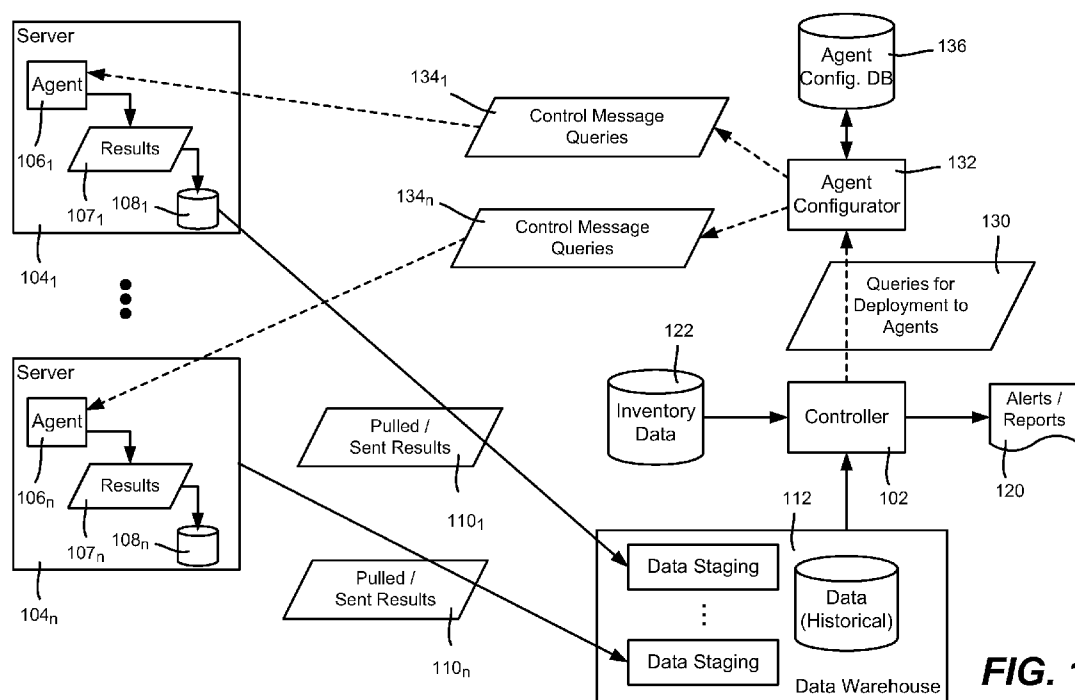 Server
Agent
Results
106₁
107₁
108₁
104₁
134₁
Control Message
Queries
134ₙ
Control Message
Queries
Agent
Config. DB
136
132
Agent
Configurator
130
Queries for
Deployment to
Agents
122
Inventory
Data
Controller
Alerts /
Reports
102
120
Server
Agent
Results
106ₙ
107ₙ
108ₙ
104ₙ
Pulled /
Sent Results
110₁
Pulled /
Sent Results
110ₙ
112
Data Staging
Data Staging
Data
(Historical)
Data Warehouse
FIG.